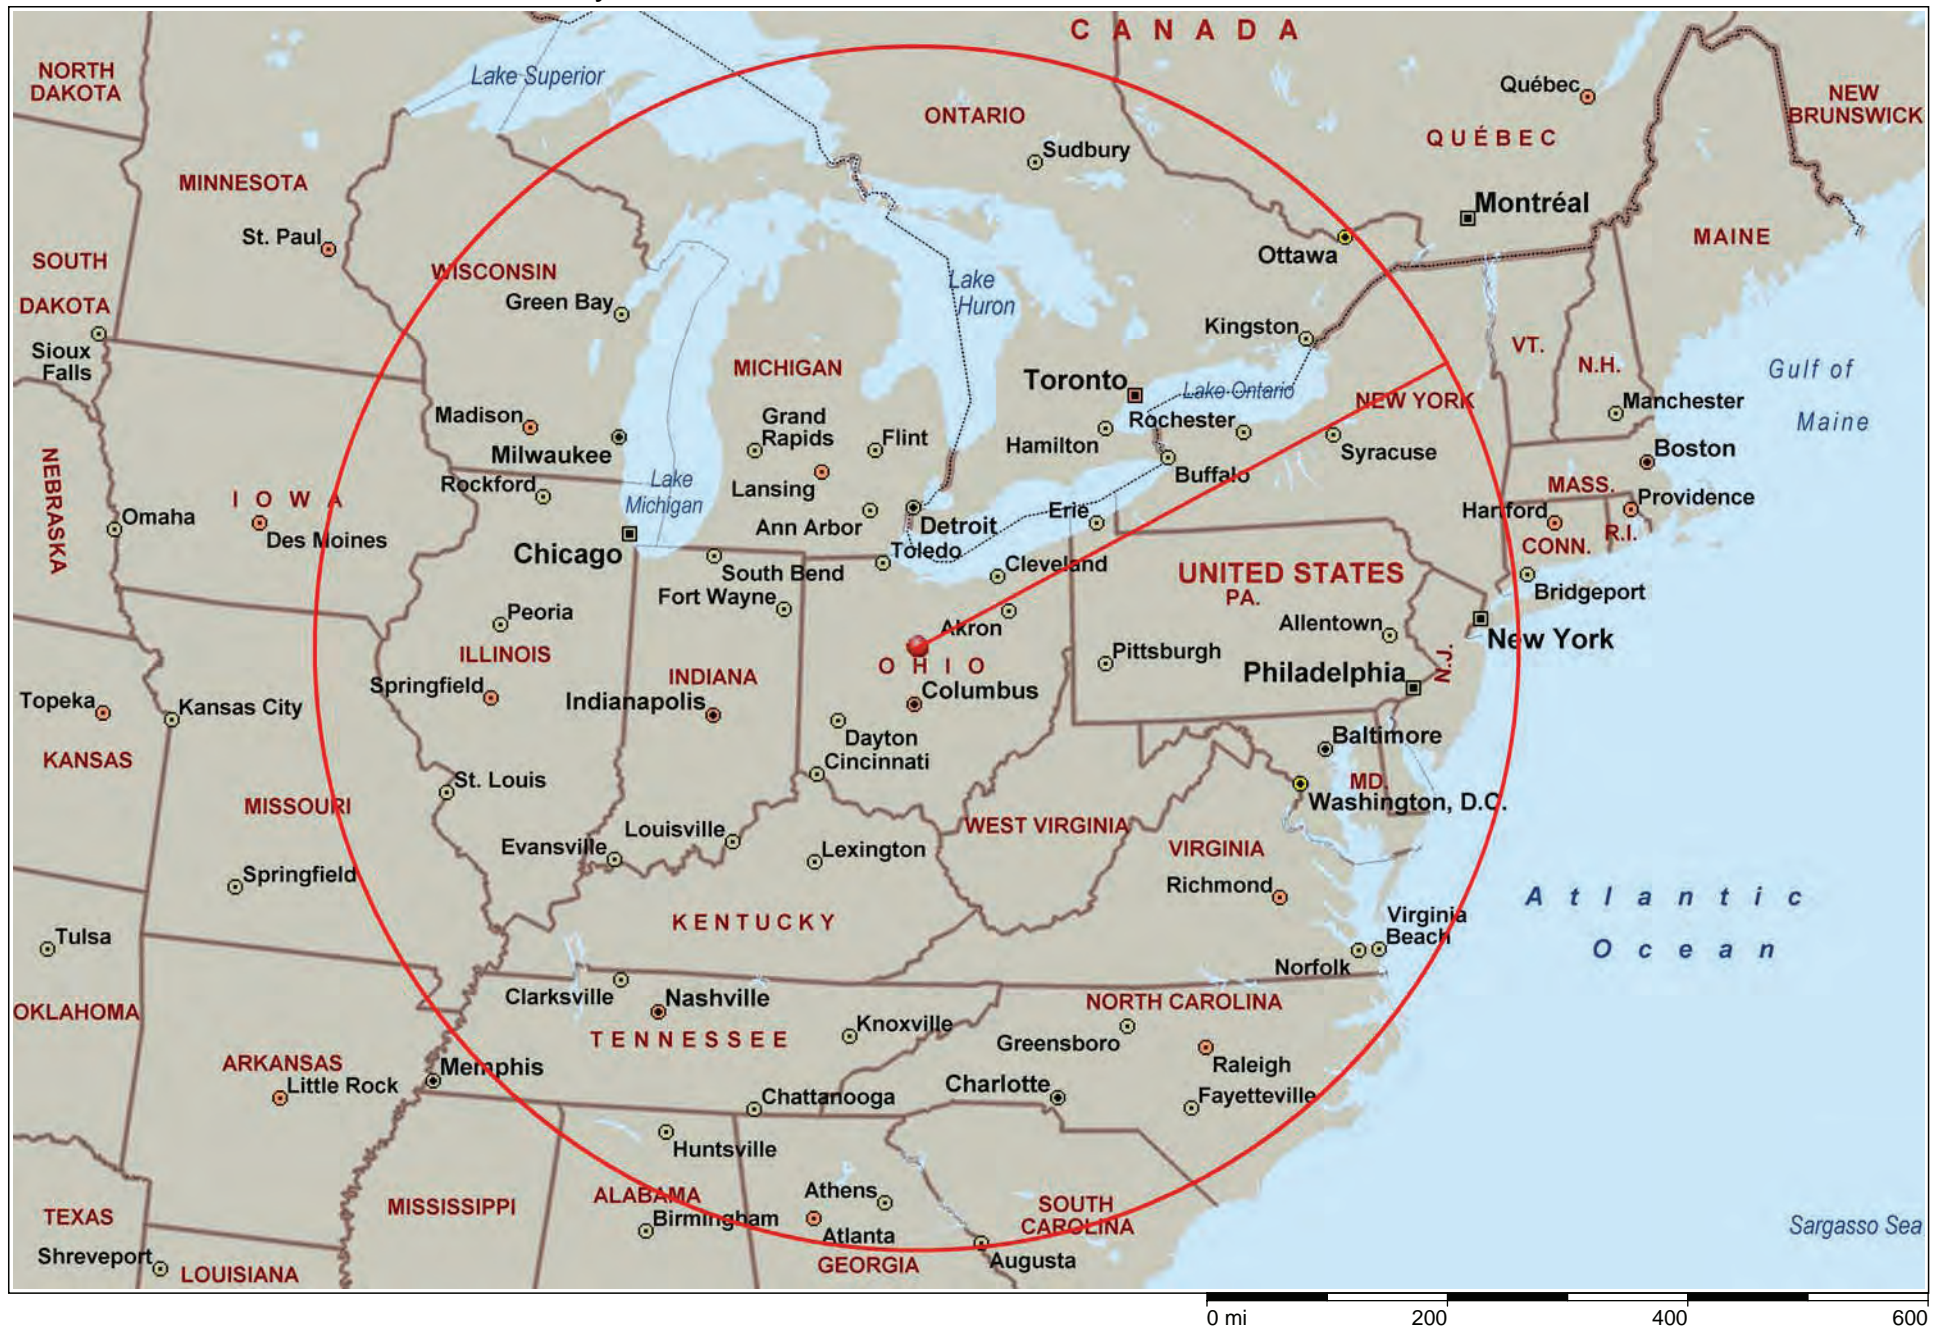 CANADA
Lake Superior
NORTH
DAKOTA
Québec
NEW
BRUNSWICK
ONTARIO
QUÉBEC
Sudbury
MINNESOTA
Montréal
St. Paul
MAINE
Ottawa
SOUTH
DAKOTA
WISCONSIN
Green Bay
Lake
Huron
Kingston
Sioux
Falls
VT.
N.H.
Gulf of
Maine
MICHIGAN
Toronto
Lake Ontario
NEW YORK
Manchester
Madison
Grand
Rapids
Flint
Rochester
Hamilton
Milwaukee
Syracuse
Boston
NEBRASKA
Rockford
Lake
Michigan
Lansing
Buffalo
MASS.
Providence
IOWA
Omaha
Des Moines
Ann Arbor
Detroit
Erie
Hartford
R.I.
CONN.
Chicago
Toledo
South Bend
Cleveland
UNITED STATES
PA.
Bridgeport
Fort Wayne
Peoria
Akron
Allentown
New York
ILLINOIS
OHIO
Pittsburgh
Philadelphia
N.J.
INDIANA
Springfield
Columbus
Topeka
Kansas City
Indianapolis
Dayton
Baltimore
KANSAS
Cincinnati
St. Louis
MD.
Washington, D.C.
MISSOURI
Louisville
WEST VIRGINIA
Evansville
Lexington
VIRGINIA
Springfield
Richmond
Atlantic
Ocean
KENTUCKY
Virginia
Beach
Tulsa
Norfolk
Clarksville
Nashville
NORTH CAROLINA
OKLAHOMA
Knoxville
TENNESSEE
Greensboro
Raleigh
ARKANSAS
Memphis
Little Rock
Chattanooga
Charlotte
Fayetteville
Huntsville
MISSISSIPPI
ALABAMA
Athens
SOUTH
CAROLINA
TEXAS
Birmingham
Atlanta
Sargasso Sea
Shreveport
LOUISIANA
GEORGIA
Augusta
0 mi 200 400 600